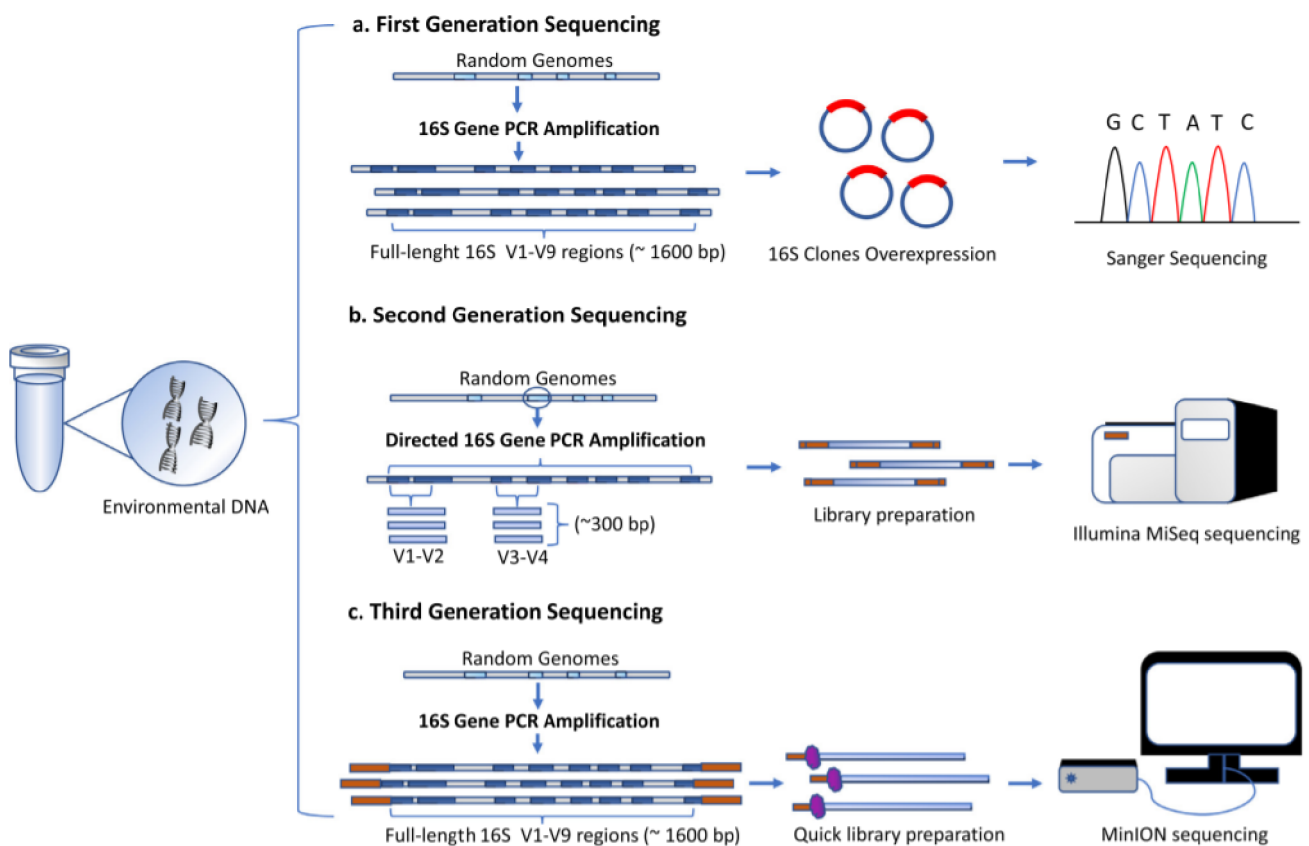 a. First Generation Sequencing
Random Genomes
16S Gene PCR Amplification
Full-lenght 16S V1-V9 regions (~ 1600 bp)
16S Clones Overexpression
G C T A T C
Sanger Sequencing
b. Second Generation Sequencing
Random Genomes
Directed 16S Gene PCR Amplification
(~300 bp)
V1-V2
V3-V4
Library preparation
Illumina MiSeq sequencing
Environmental DNA
c. Third Generation Sequencing
Random Genomes
16S Gene PCR Amplification
Full-length 16S V1-V9 regions (~ 1600 bp)
Quick library preparation
MinION sequencing